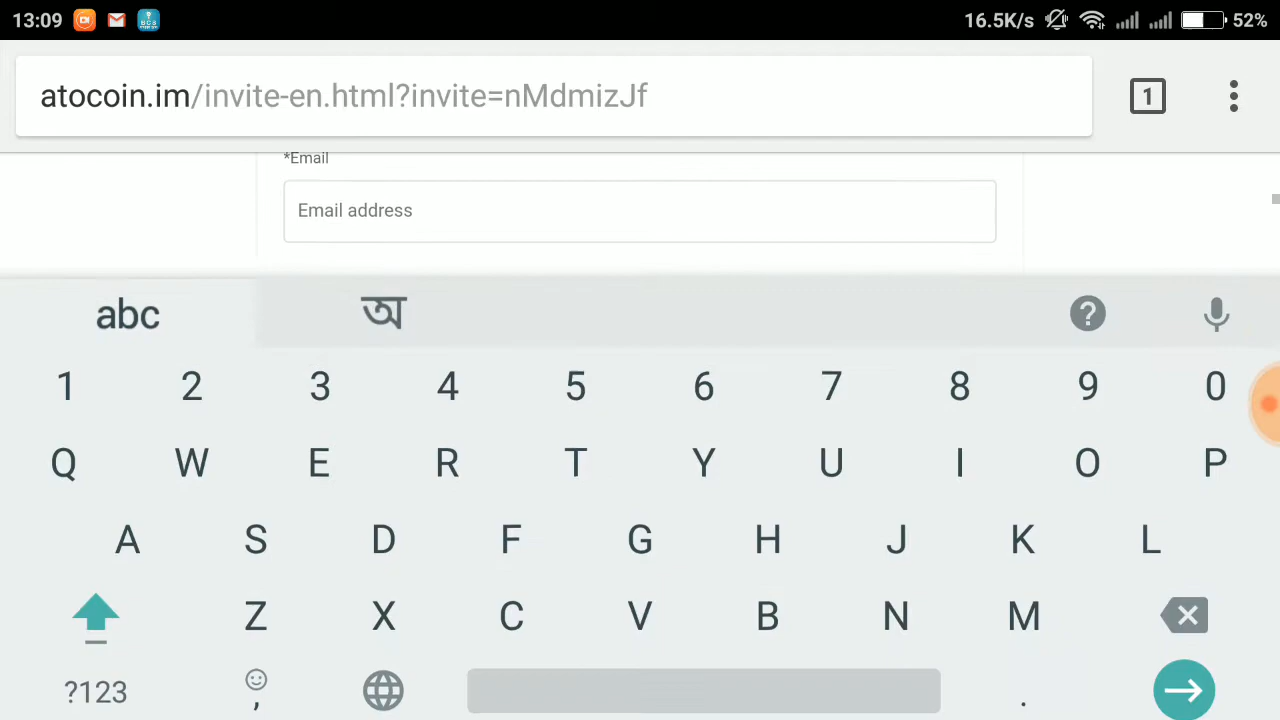 13:09 BCS 16.5K/s 52%
atocoin.im/invite-en.html?invite=nMdmizJf 1
*Email
Email address
abc অ ?
1 2 3 4 5 6 7 8 9 0
Q W E R T Y U I O P
A S D F G H J K L
Z X C V B N M
?123 , .